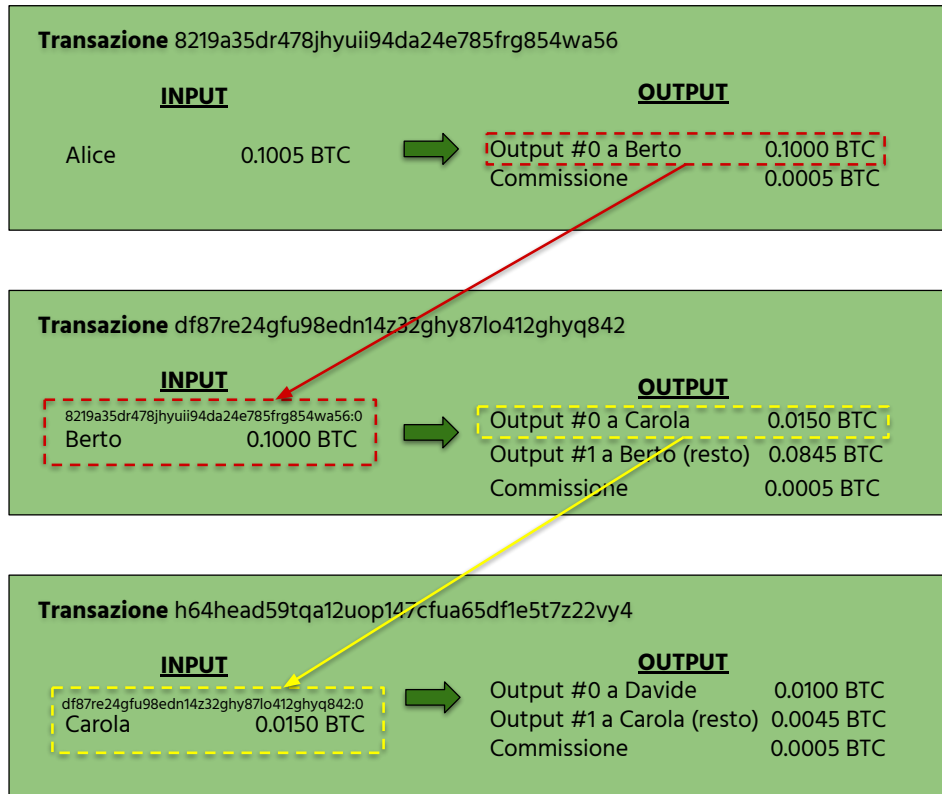 Transazione 8219a35dr478jhyuii94da24e785frg854wa56
INPUT
Alice 0.1005 BTC
OUTPUT
Output #0 a Berto 0.1000 BTC
Commissione 0.0005 BTC
Transazione df87re24gfu98edn14z32ghy87lo412ghyq842
INPUT
8219a35dr478jhyuii94da24e785frg854wa56:0
Berto 0.1000 BTC
OUTPUT
Output #0 a Carola 0.0150 BTC
Output #1 a Berto (resto) 0.0845 BTC
Commissione 0.0005 BTC
Transazione h64head59tqa12uop147cfua65df1e5t7z22vy4
INPUT
df87re24gfu98edn14z32ghy87lo412ghyq842:0
Carola 0.0150 BTC
OUTPUT
Output #0 a Davide 0.0100 BTC
Output #1 a Carola (resto) 0.0045 BTC
Commissione 0.0005 BTC